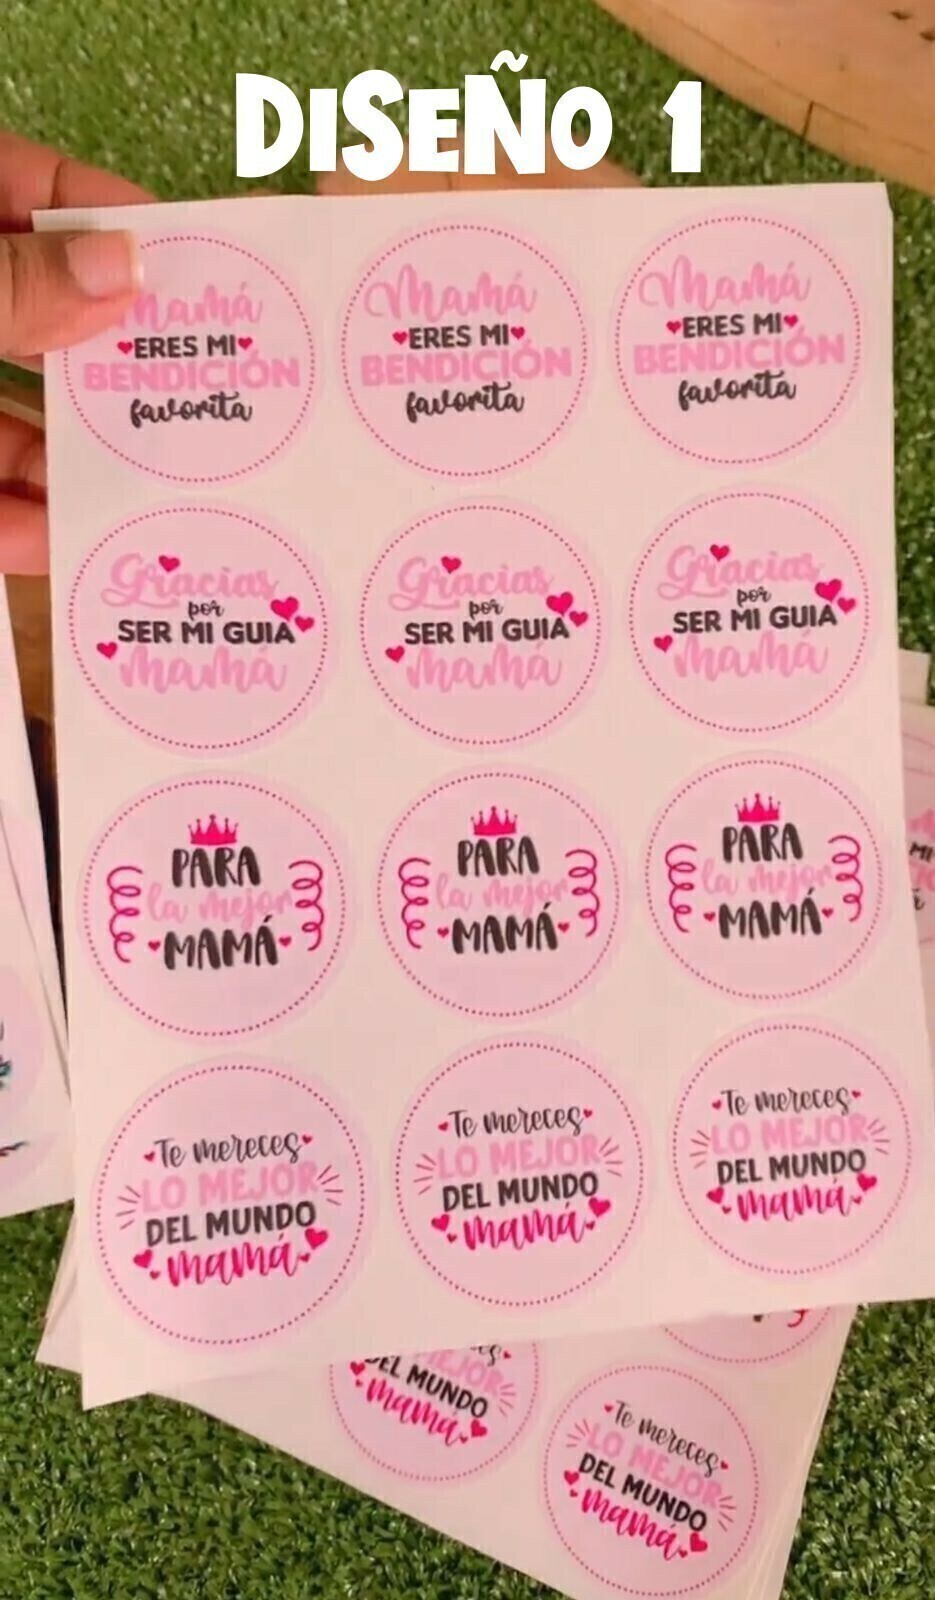 DISEÑO 1
Mamá
ERES MI
BENDICIÓN
favorita
Mamá
ERES MI
BENDICIÓN
favorita
Mamá
ERES MI
BENDICIÓN
favorita
Gracias
por
SER MI GUIA
Mamá
Gracias
por
SER MI GUIA
Mamá
Gracias
por
SER MI GUIA
Mamá
PARA
la mejor
MAMÁ
PARA
la mejor
MAMÁ
PARA
la mejor
MAMÁ
Te mereces
LO MEJOR
DEL MUNDO
mamá
Te mereces
LO MEJOR
DEL MUNDO
mamá
Te mereces
LO MEJOR
DEL MUNDO
mamá
MEJOR
DEL MUNDO
mamá
Te mereces
LO MEJOR
DEL MUNDO
mamá
MI